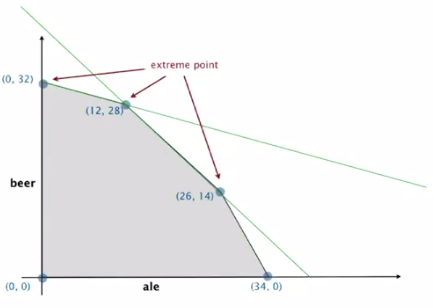 extreme point
(0, 32)
(12, 28)
beer
(26, 14)
(0, 0)
ale
(34, 0)